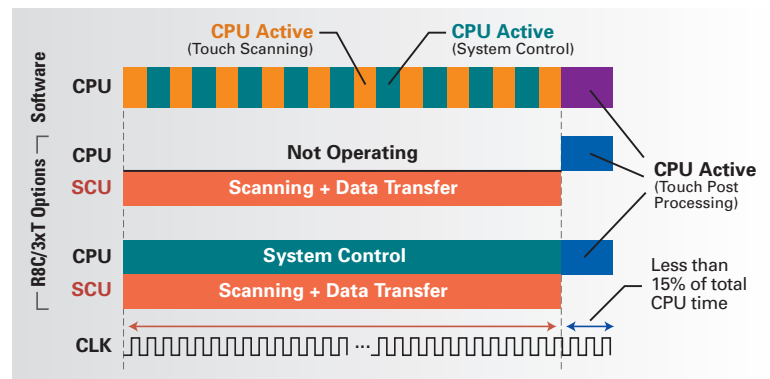 CPU Active
(Touch Scanning)
CPU Active
(System Control)
Software
CPU
R8C/3xT Options
CPU
Not Operating
SCU
Scanning + Data Transfer
CPU Active
(Touch Post
Processing)
CPU
System Control
SCU
Scanning + Data Transfer
Less than
15% of total
CPU time
CLK
...